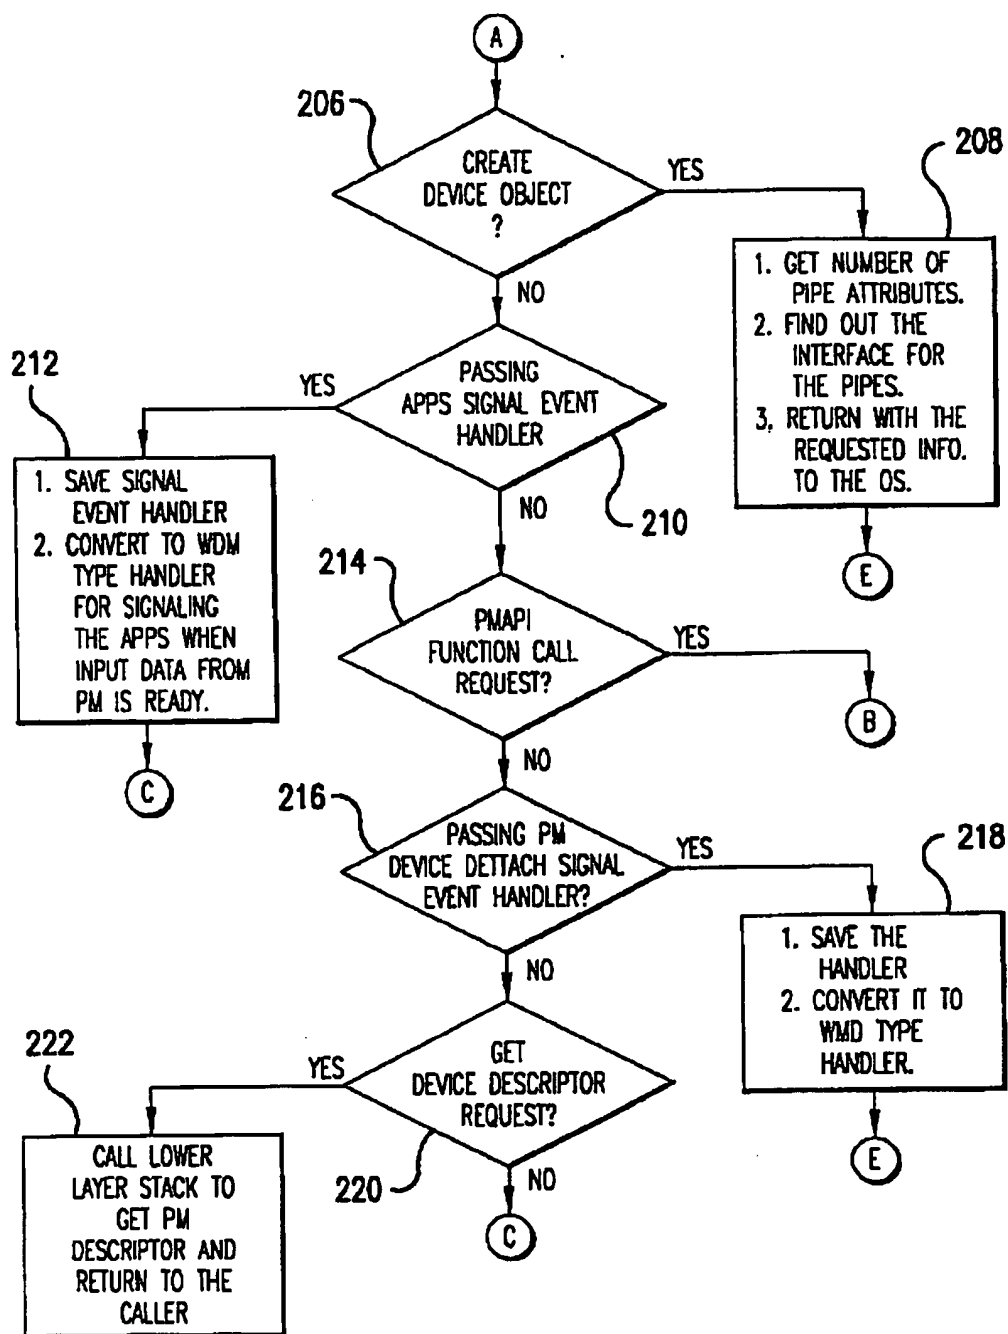 A
206
CREATE
DEVICE OBJECT
?
YES
208
1. GET NUMBER OF
PIPE ATTRIBUTES.
2. FIND OUT THE
INTERFACE FOR
THE PIPES.
3. RETURN WITH THE
REQUESTED INFO.
TO THE OS.
E
NO
212
YES
PASSING
APPS SIGNAL EVENT
HANDLER
210
1. SAVE SIGNAL
EVENT HANDLER
2. CONVERT TO WDM
TYPE HANDLER
FOR SIGNALING
THE APPS WHEN
INPUT DATA FROM
PM IS READY.
C
NO
214
PMAPI
FUNCTION CALL
REQUEST?
YES
B
NO
216
PASSING PM
DEVICE DETTACH SIGNAL
EVENT HANDLER?
YES
218
1. SAVE THE
HANDLER
2. CONVERT IT TO
WMD TYPE
HANDLER.
E
NO
222
YES
GET
DEVICE DESCRIPTOR
REQUEST?
220
NO
C
CALL LOWER
LAYER STACK TO
GET PM
DESCRIPTOR AND
RETURN TO THE
CALLER